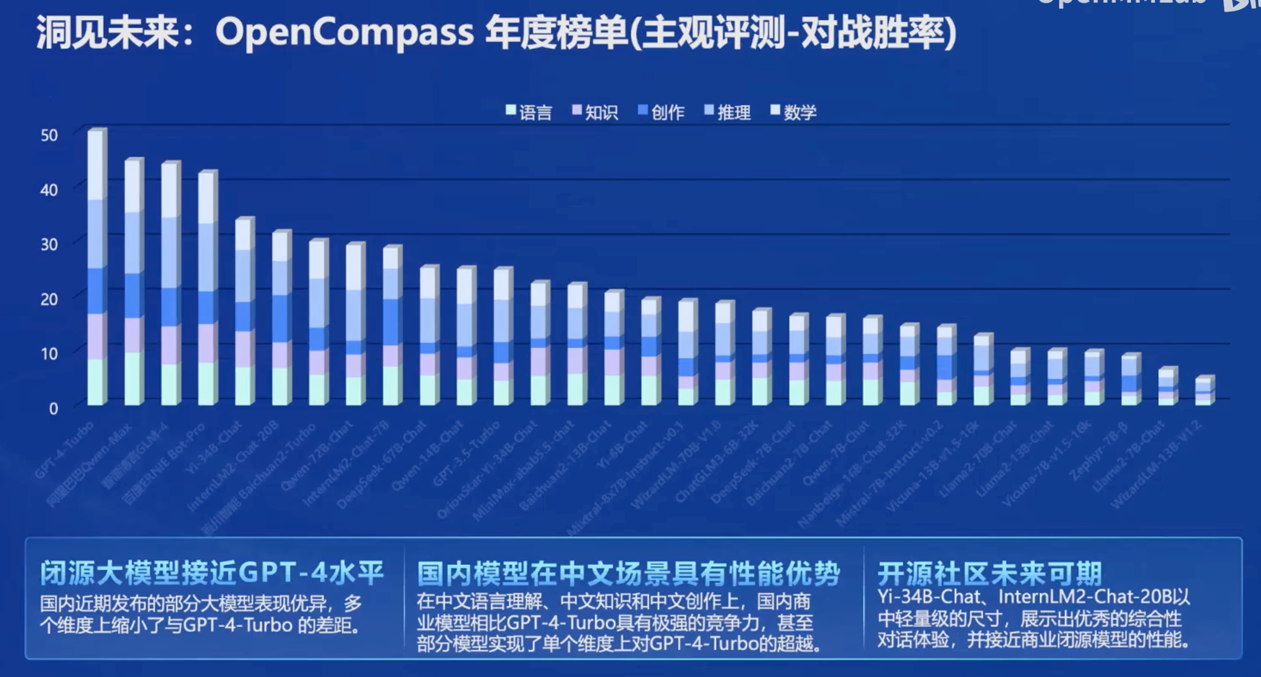 OpenMMLab
洞见未来：OpenCompass 年度榜单(主观评测-对战胜率)
语言 知识 创作 推理 数学
50
40
30
20
10
0
GPT-4-Turbo
阿里巴巴Qwen-Max
智谱清言GLM-4
百度ERNIE Bot-Pro
Yi-34B-Chat
InternLM2-Chat-20B
百川智能 Baichuan2-Turbo
Qwen-72B-Chat
InternLM2-Chat-7B
DeepSeek-67B-Chat
Qwen-14B-Chat
GPT-3.5-Turbo
OrionStar-Yi-34B-Chat
MiniMax-abab5.5-chat
Baichuan2-13B-Chat
Yi-6B-Chat
Mixtral-8x7B-Instruct-v0.1
WizardLM-70B-V1.0
ChatGLM3-6B-32K
DeepSeek-7B-Chat
Baichuan2-7B-Chat
Qwen-7B-Chat
Nanbeige-16B-Chat-32K
Mistral-7B-Instruct-v0.2
Vicuna-13B-v1.5-16k
Llama2-70B-Chat
Llama2-13B-Chat
Vicuna-7B-v1.5-16k
Zephyr-7B-β
Llama2-7B-Chat
WizardLM-13B-V1.2
闭源大模型接近GPT-4水平
国内近期发布的部分大模型表现优异，多
个维度上缩小了与GPT-4-Turbo 的差距。
国内模型在中文场景具有性能优势
在中文语言理解、中文知识和中文创作上，国内商
业模型相比GPT-4-Turbo具有极强的竞争力，甚至
部分模型实现了单个维度上对GPT-4-Turbo的超越。
开源社区未来可期
Yi-34B-Chat、InternLM2-Chat-20B以
中轻量级的尺寸，展示出优秀的综合性
对话体验，并接近商业闭源模型的性能。